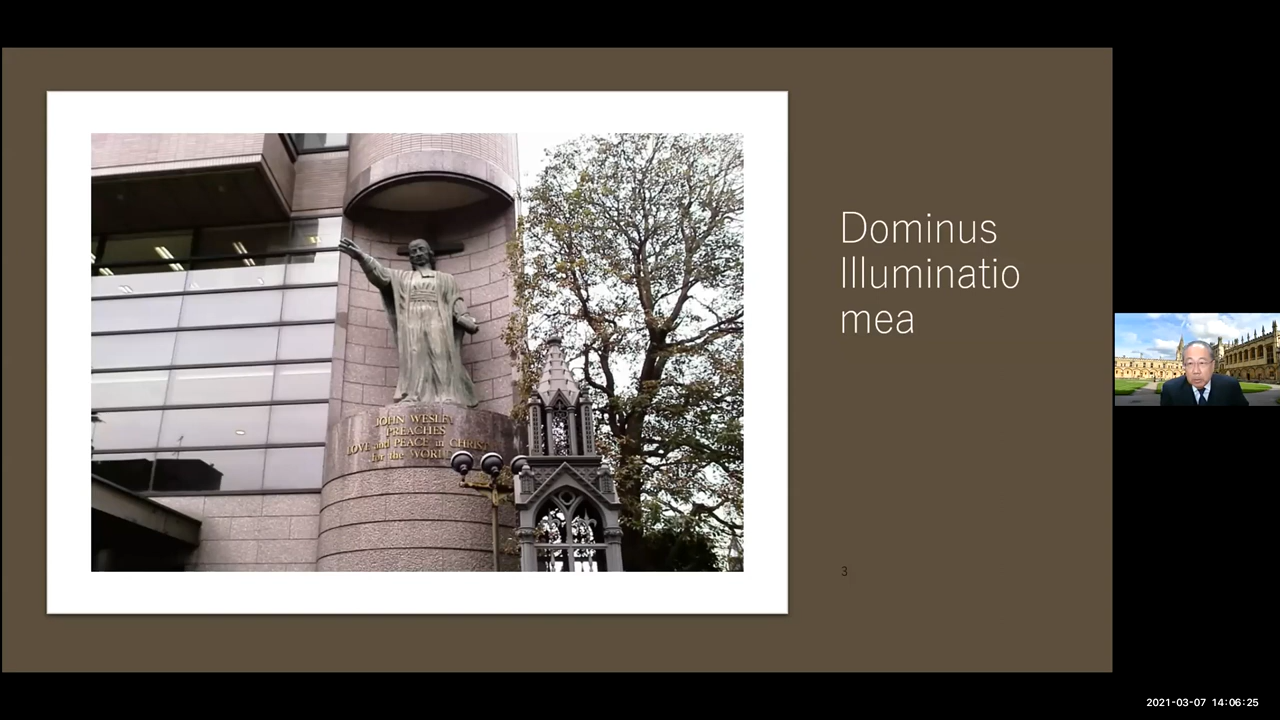 JOHN WESLEY
PREACHES
LOVE and PEACE in CHRIST
for the WORLD
Dominus
Illuminatio
mea
3
2021-03-07 14:06:25